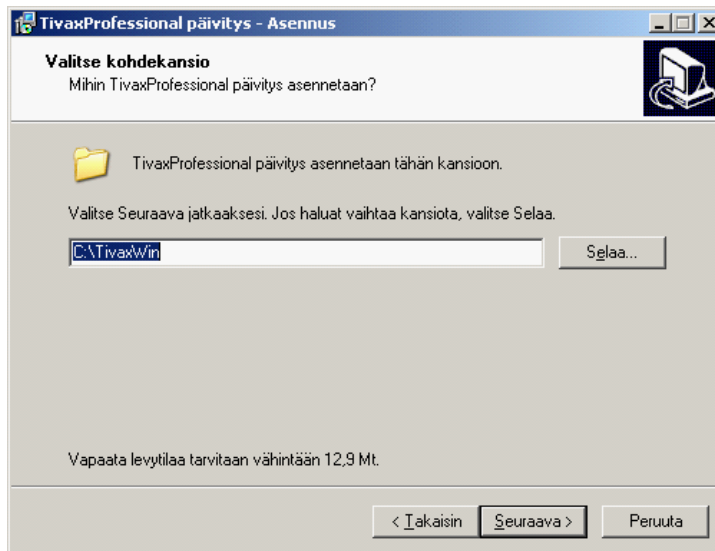 TivaxProfessional päivitys - Asennus
Valitse kohdekansio
Mihin TivaxProfessional päivitys asennetaan?
TivaxProfessional päivitys asennetaan tähän kansioon.
Valitse Seuraava jatkaaksesi. Jos haluat vaihtaa kansiota, valitse Selaa.
C:\TivaxWin
Selaa...
Vapaata levytilaa tarvitaan vähintään 12,9 Mt.
< Takaisin
Seuraava >
Peruuta